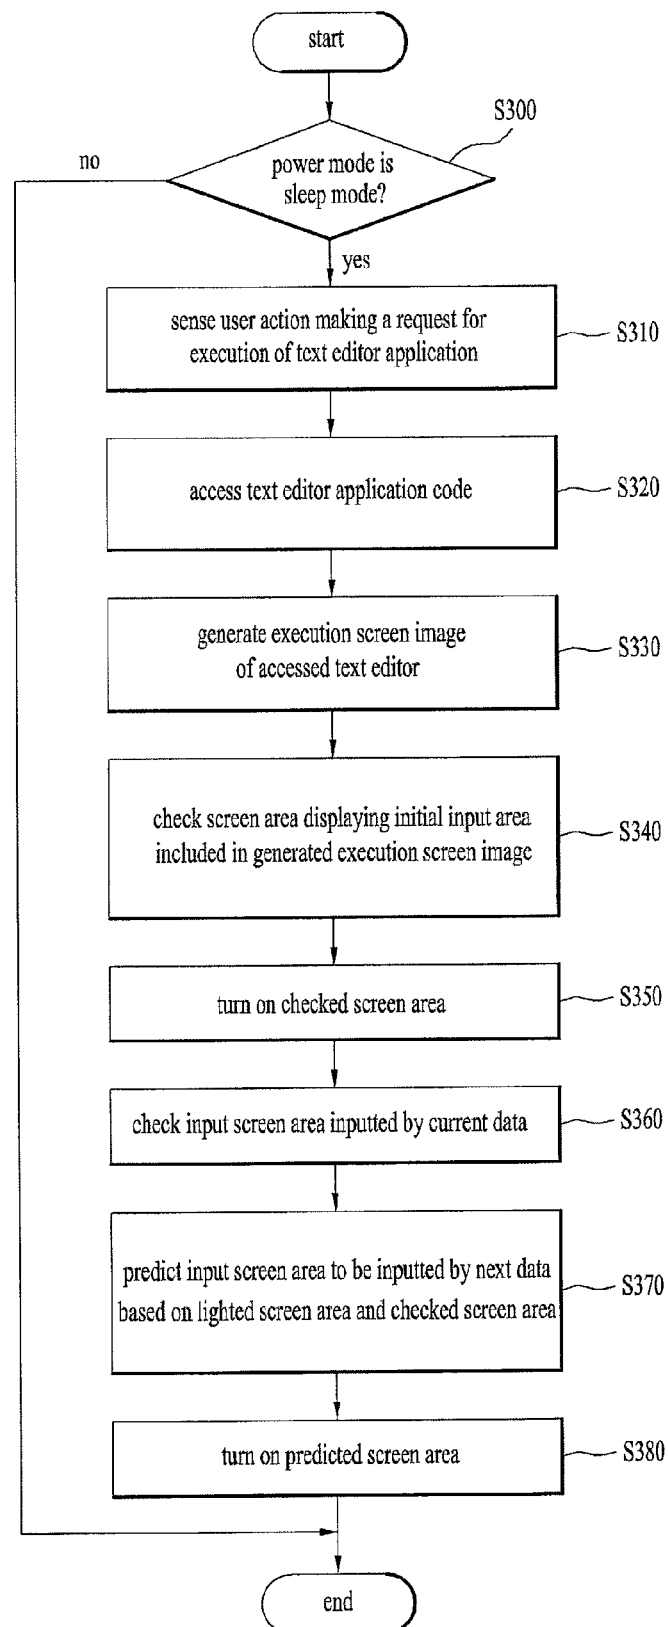 start
S300
no
power mode is
sleep mode?
yes
sense user action making a request for
execution of text editor application
S310
access text editor application code
S320
generate execution screen image
of accessed text editor
S330
check screen area displaying initial input area
included in generated execution screen image
S340
turn on checked screen area
S350
check input screen area inputted by current data
S360
predict input screen area to be inputted by next data
based on lighted screen area and checked screen area
S370
turn on predicted screen area
S380
end